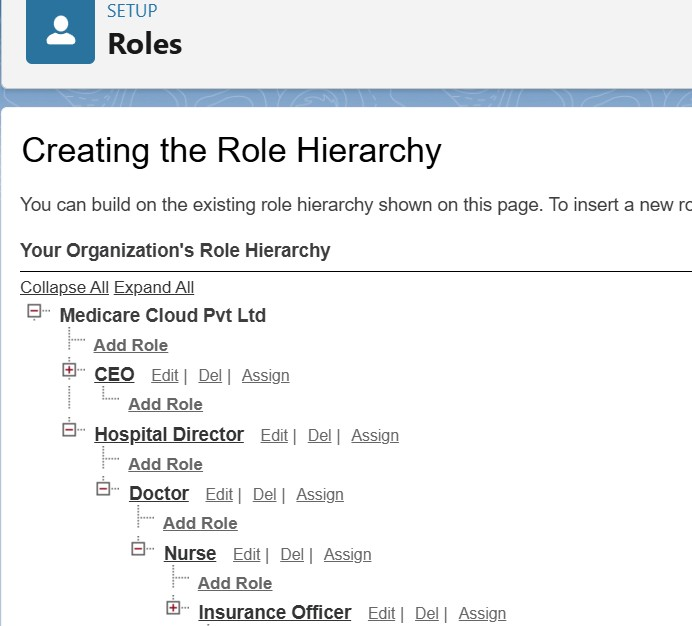 SETUP
Roles
Creating the Role Hierarchy
You can build on the existing role hierarchy shown on this page. To insert a new
Your Organization's Role Hierarchy
Collapse All Expand All
Medicare Cloud Pvt Ltd
Add Role
CEO Edit | Del | Assign
Add Role
Hospital Director Edit | Del | Assign
Add Role
Doctor Edit | Del | Assign
Add Role
Nurse Edit | Del | Assign
Add Role
Insurance Officer Edit | Del | Assign